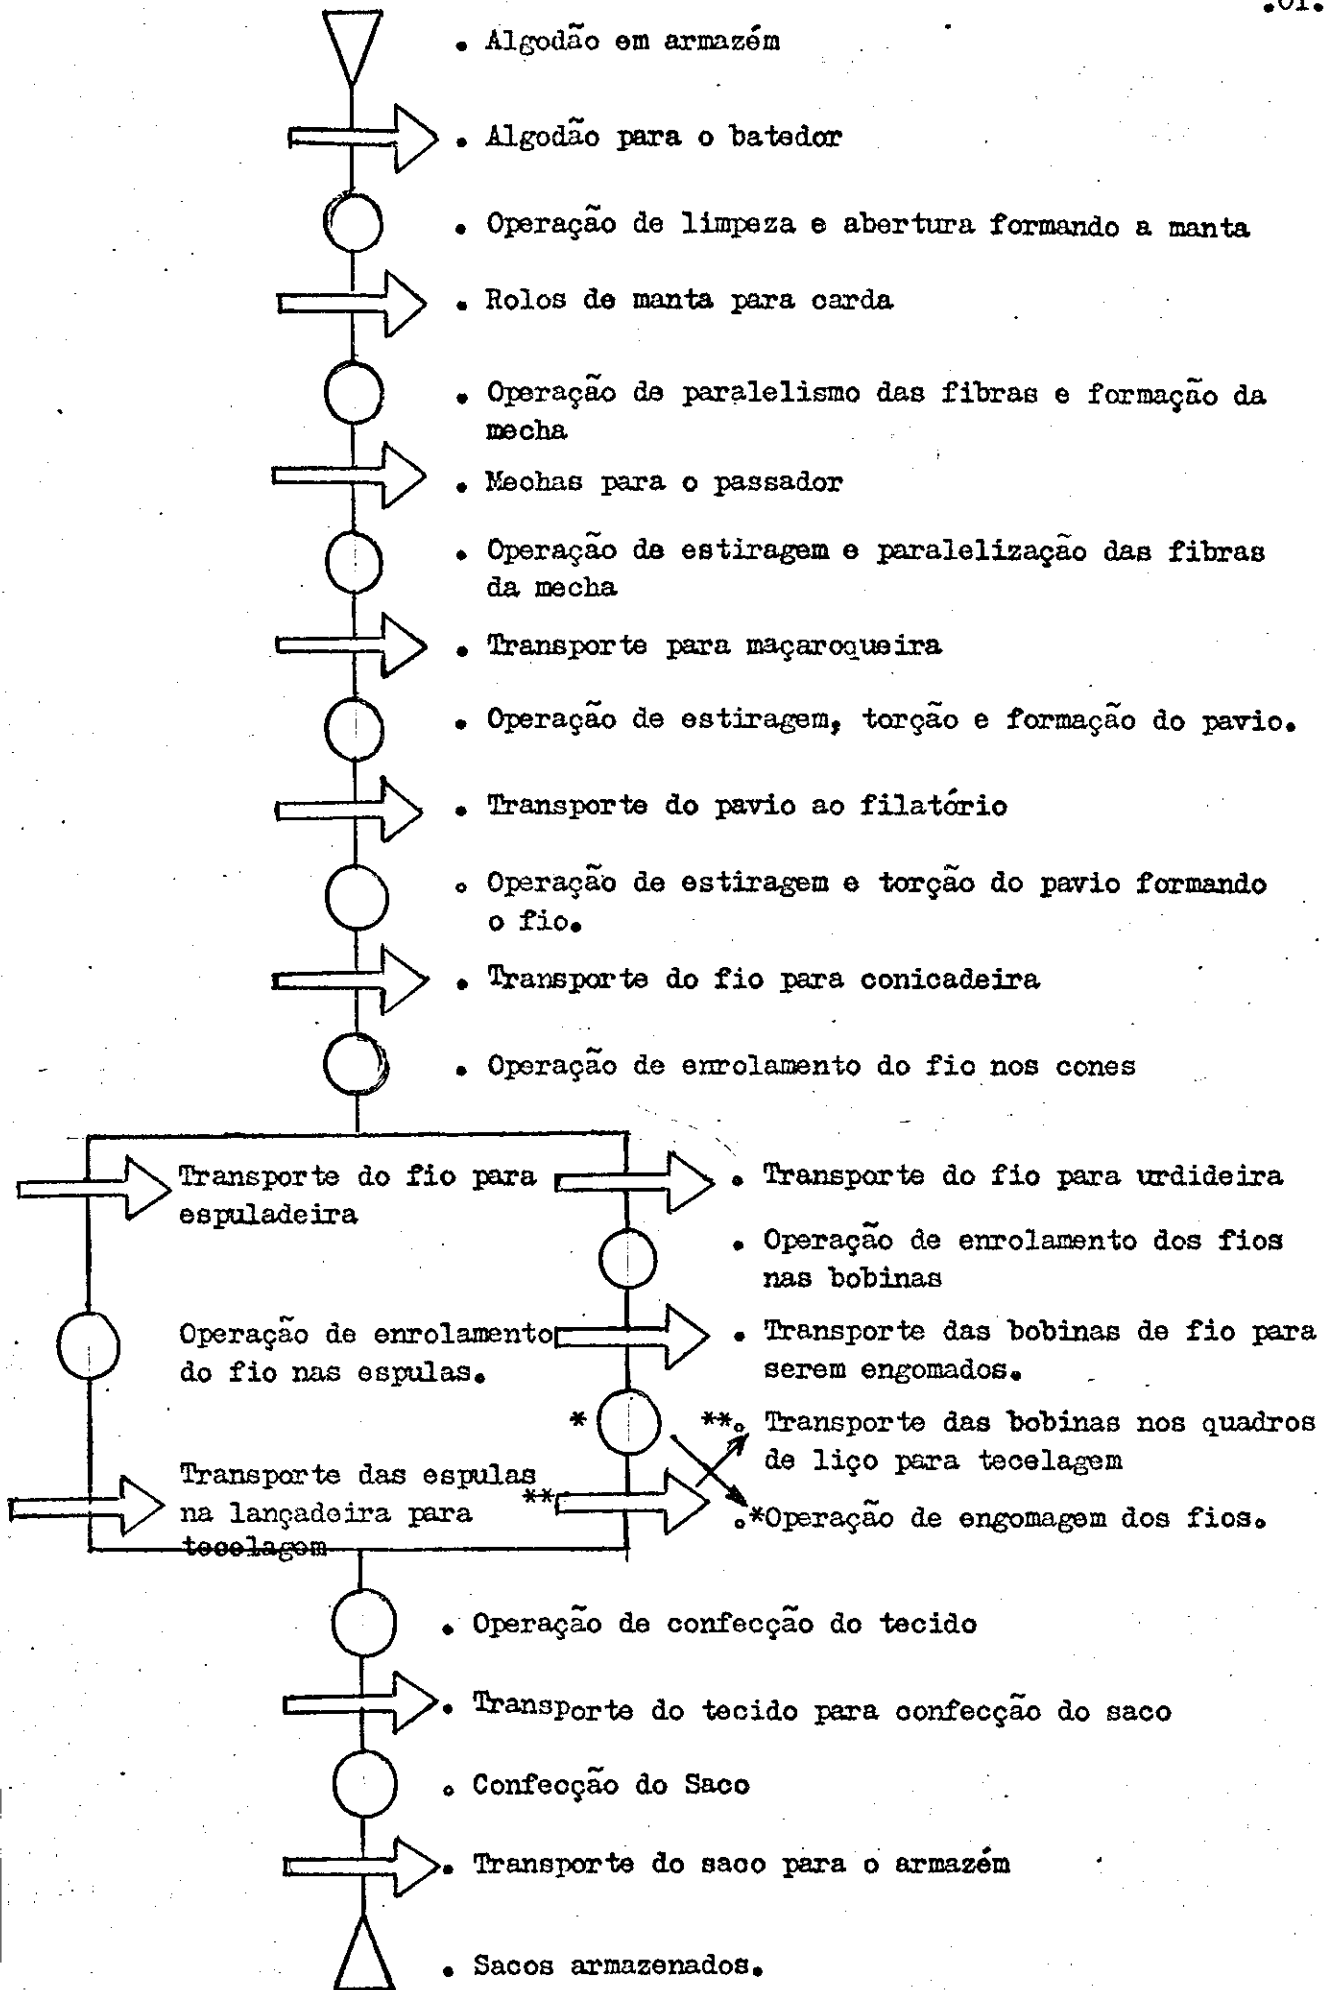 .01.
. Algodão em armazém
. Algodão para o batedor
. Operação de limpeza e abertura formando a manta
. Rolos de manta para carda
. Operação de paralelismo das fibras e formação da
mecha
. Mechas para o passador
. Operação de estiragem e paralelização das fibras
da mecha
. Transporte para maçaroqueira
. Operação de estiragem, torção e formação do pavio.
. Transporte do pavio ao filatório
. Operação de estiragem e torção do pavio formando
o fio.
. Transporte do fio para conicadeira
. Operação de enrolamento do fio nos cones
Transporte do fio para
espuladeira
Operação de enrolamento
do fio nas espulas.
Transporte das espulas
na lançadeira para
tecelagem
. Transporte do fio para urdideira
. Operação de enrolamento dos fios
nas bobinas
. Transporte das bobinas de fio para
serem engomados.
*
**. Transporte das bobinas nos quadros
de liço para tecelagem
**
.*Operação de engomagem dos fios.
. Operação de confecção do tecido
. Transporte do tecido para confecção do saco
. Confecção do Saco
. Transporte do saco para o armazém
. Sacos armazenados.